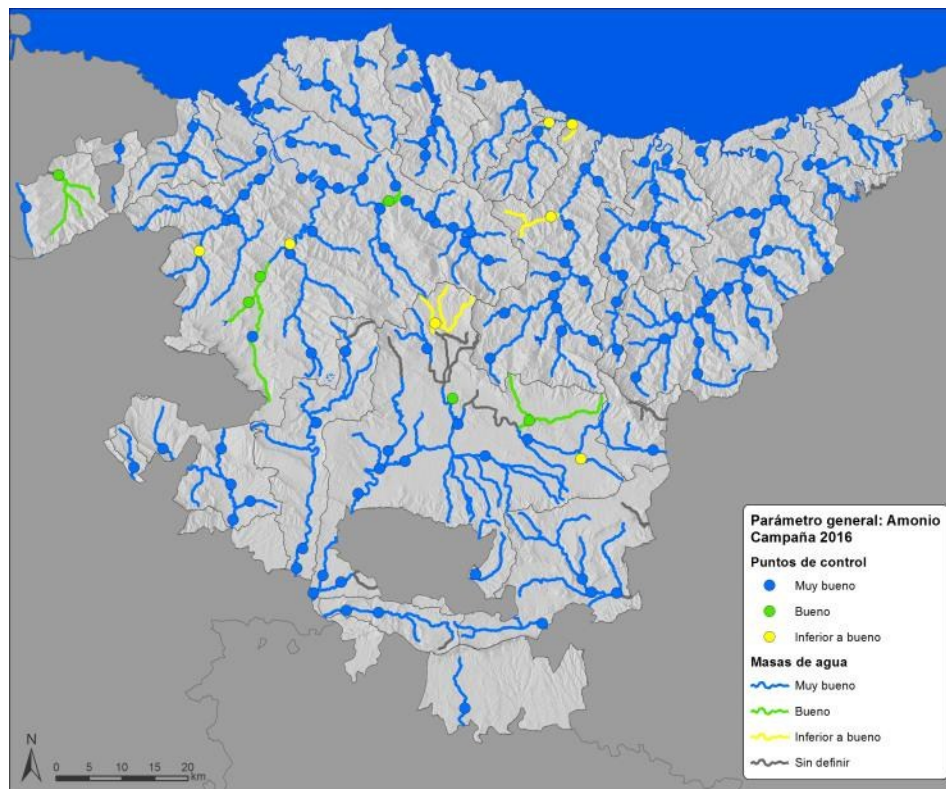 Parámetro general: Amonio
Campaña 2016
Puntos de control
Muy bueno
Bueno
Inferior a bueno
Masas de agua
Muy bueno
Bueno
Inferior a bueno
Sin definir
N
0 5 10 15 20
km